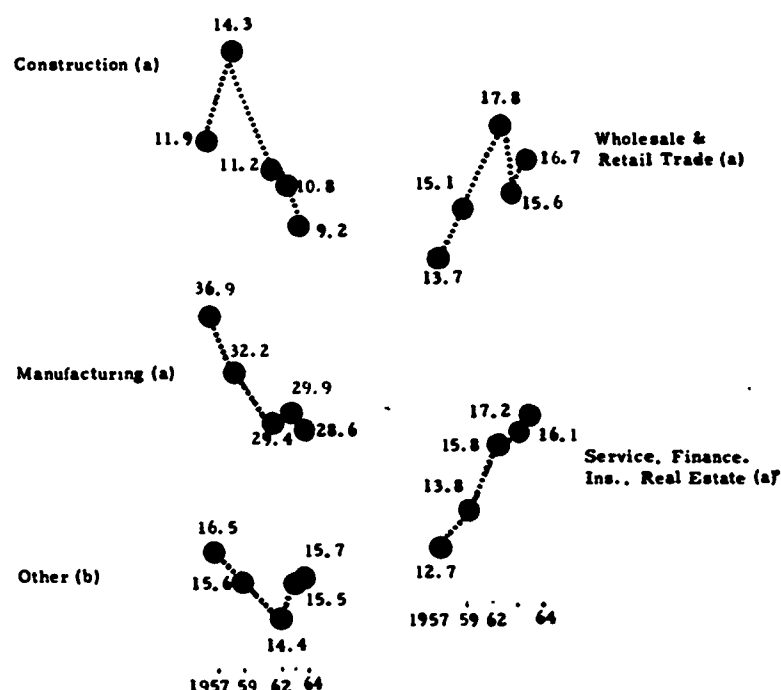 14.3
Construction (a)
11.9
11.2
10.8
9.2
17.8
Wholesale &
Retail Trade (a)
16.7
15.1
15.6
13.7
36.9
32.2
Manufacturing (a)
29.9
29.4
28.6
17.2
16.1
15.8
Service, Finance.
Ins., Real Estate (a)
13.8
12.7
16.5
15.7
Other (b)
15.6
15.5
14.4
1957 59 62 64
1957 59 62 64